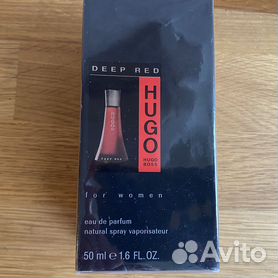 DEEP RED
HUGO
HUGO
BOSS
for women
eau de parfum
natural spray vaporisateur
50 ml e 1.6 FL. OZ.
Avito